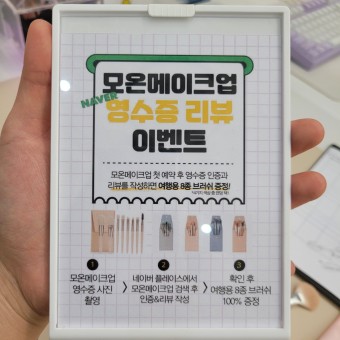 모온메이크업
NAVER
영수증 리뷰
이벤트
모온메이크업 첫 예약 후 영수증 인증과
리뷰를 작성하면 여행용 8종 브러쉬 증정!
1
2
3
모온메이크업
영수증 사진
촬영
네이버 플레이스에서
모온메이크업 검색 후
인증&리뷰 작성
확인 후
여행용 8종 브러쉬
100% 증정